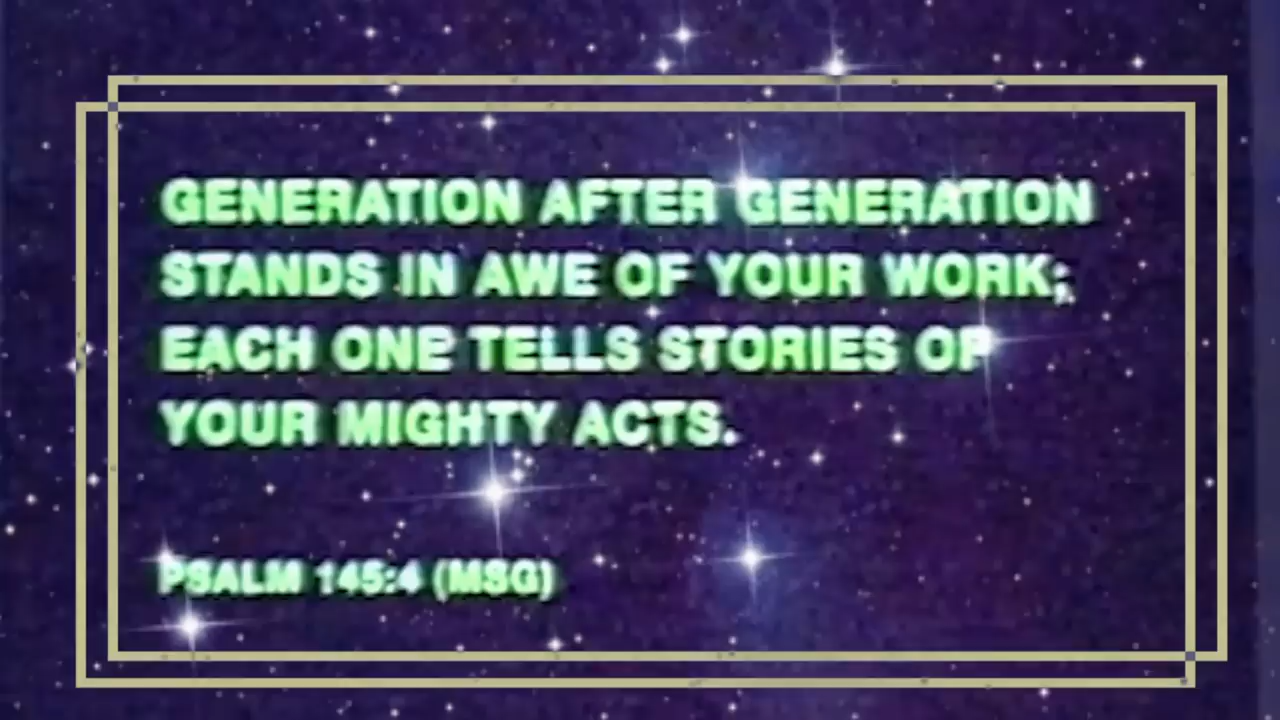 GENERATION AFTER GENERATION
STANDS IN AWE OF YOUR WORK;
EACH ONE TELLS STORIES OF
YOUR MIGHTY ACTS.
PSALM 145:4 (MSG)